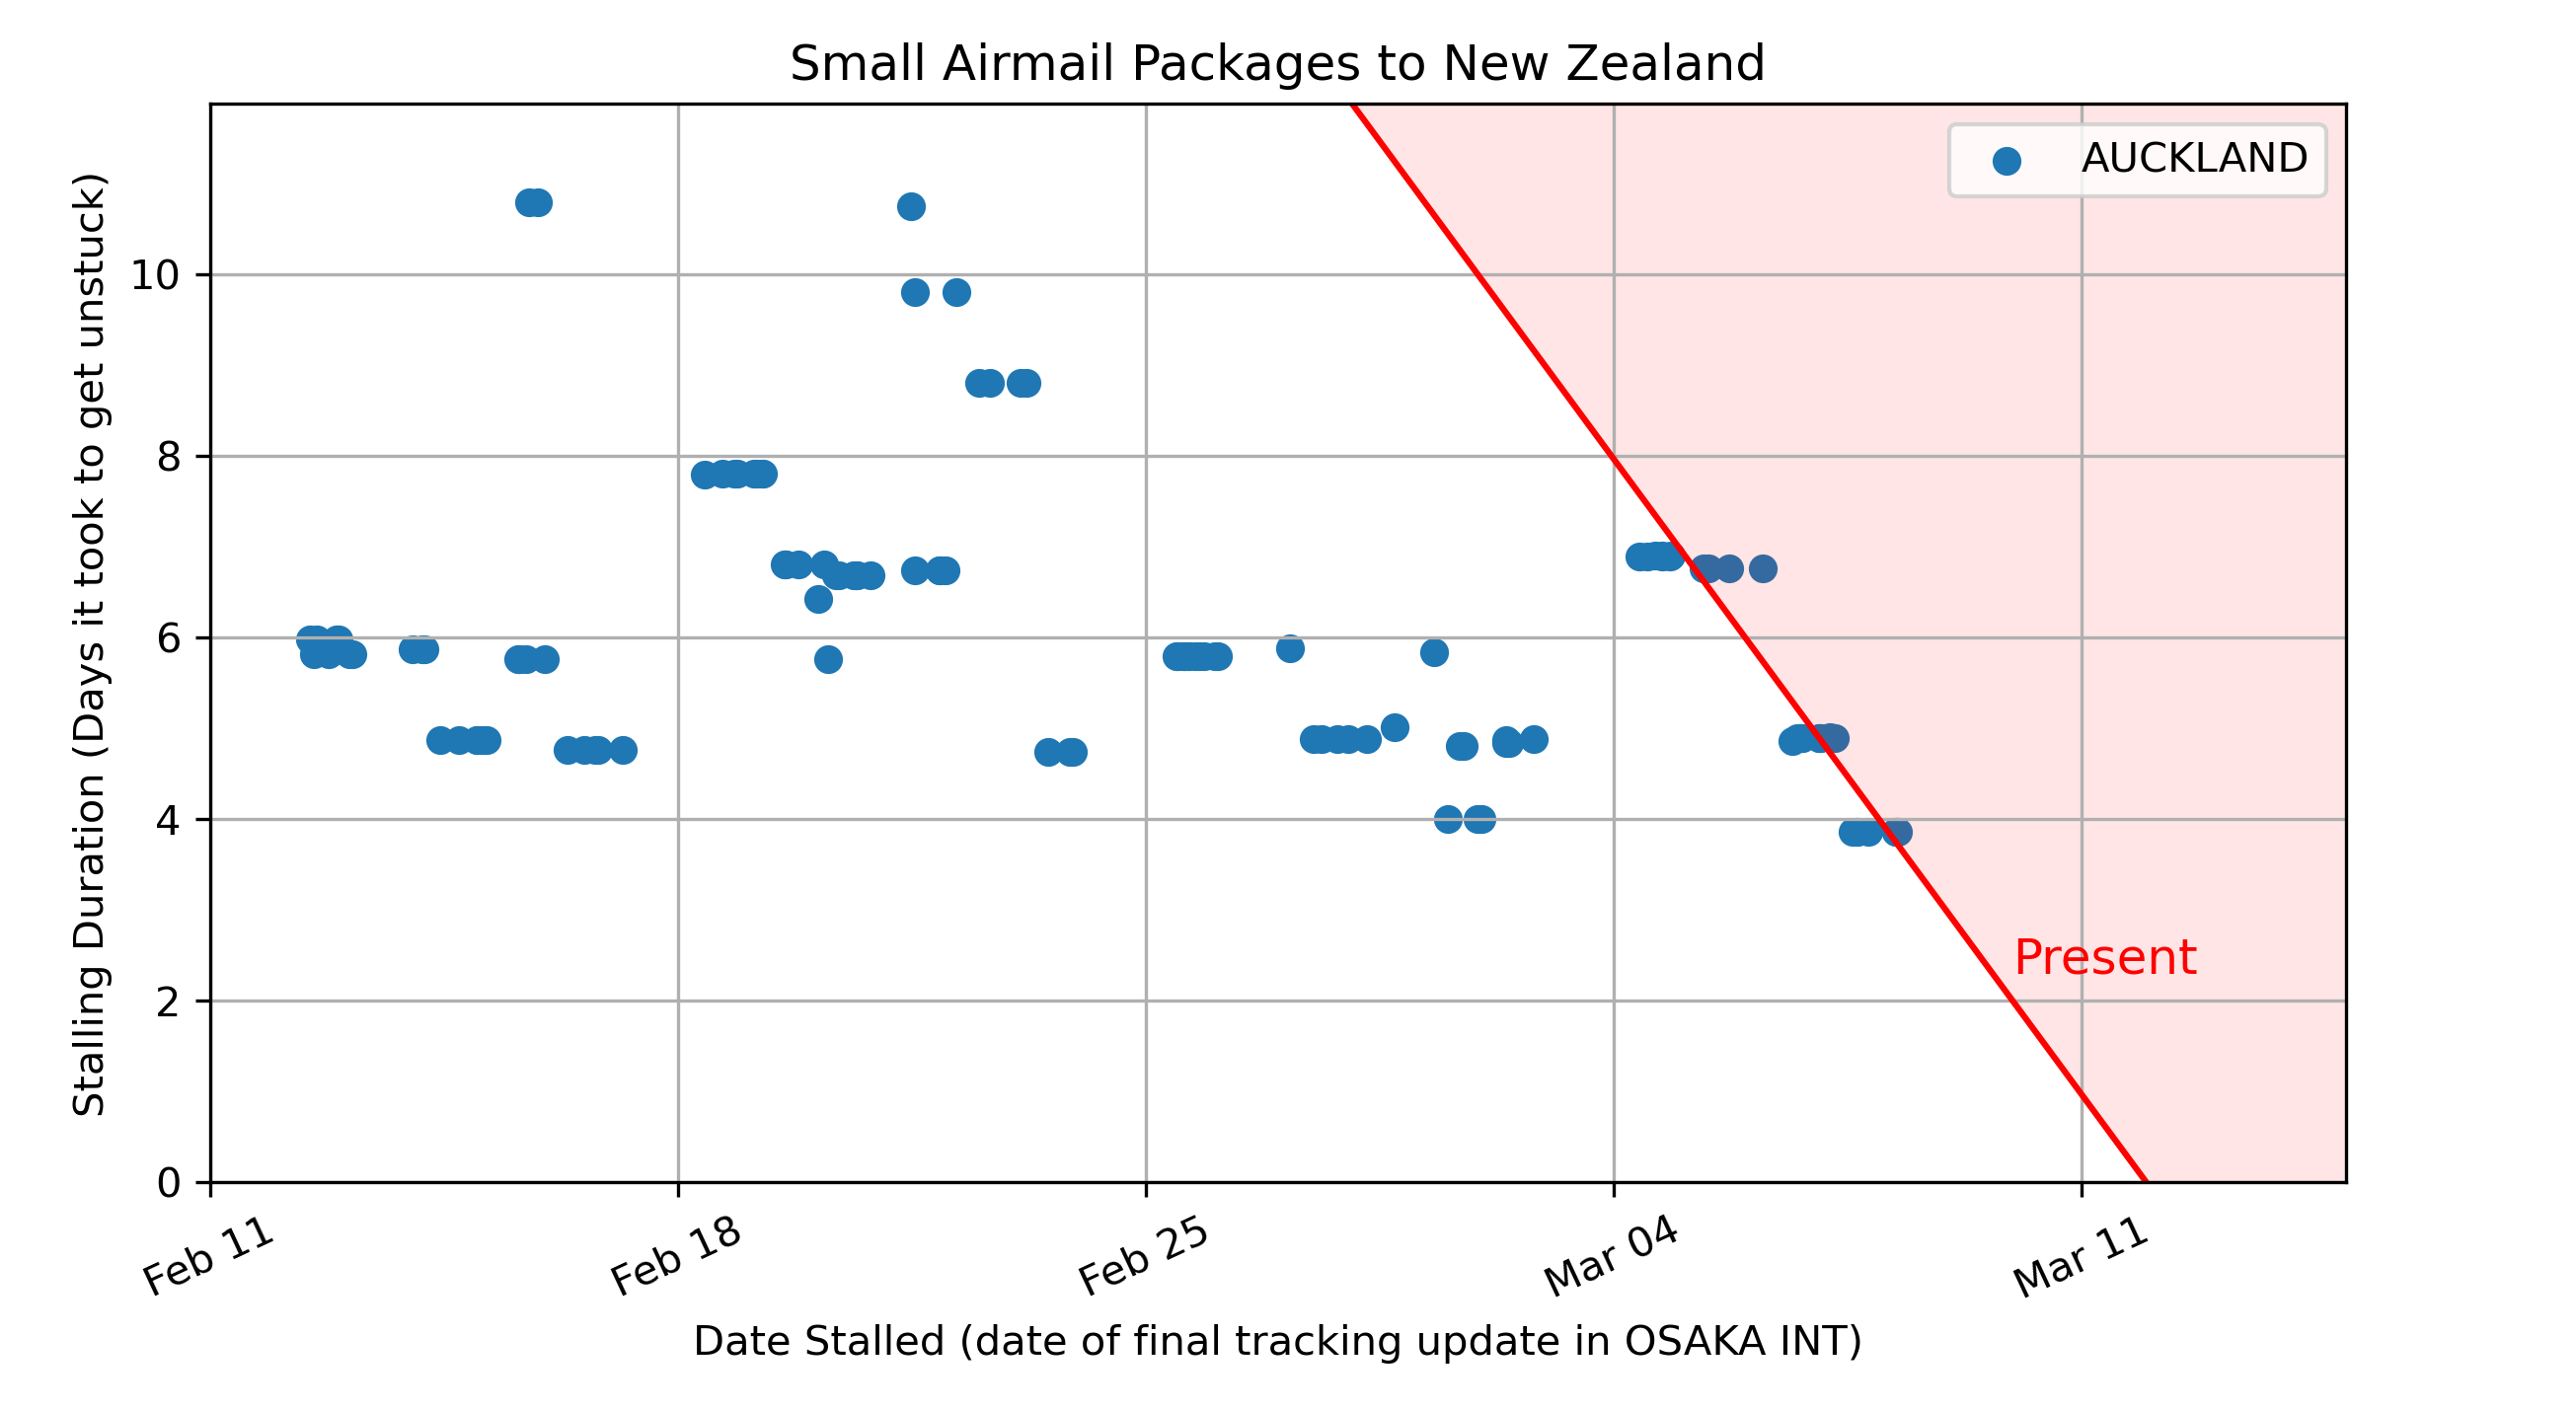 Small Airmail Packages to New Zealand
AUCKLAND
Stalling Duration (Days it took to get unstuck)
10
8
6
4
2
0
Present
Feb 11
Feb 18
Feb 25
Mar 04
Mar 11
Date Stalled (date of final tracking update in OSAKA INT)